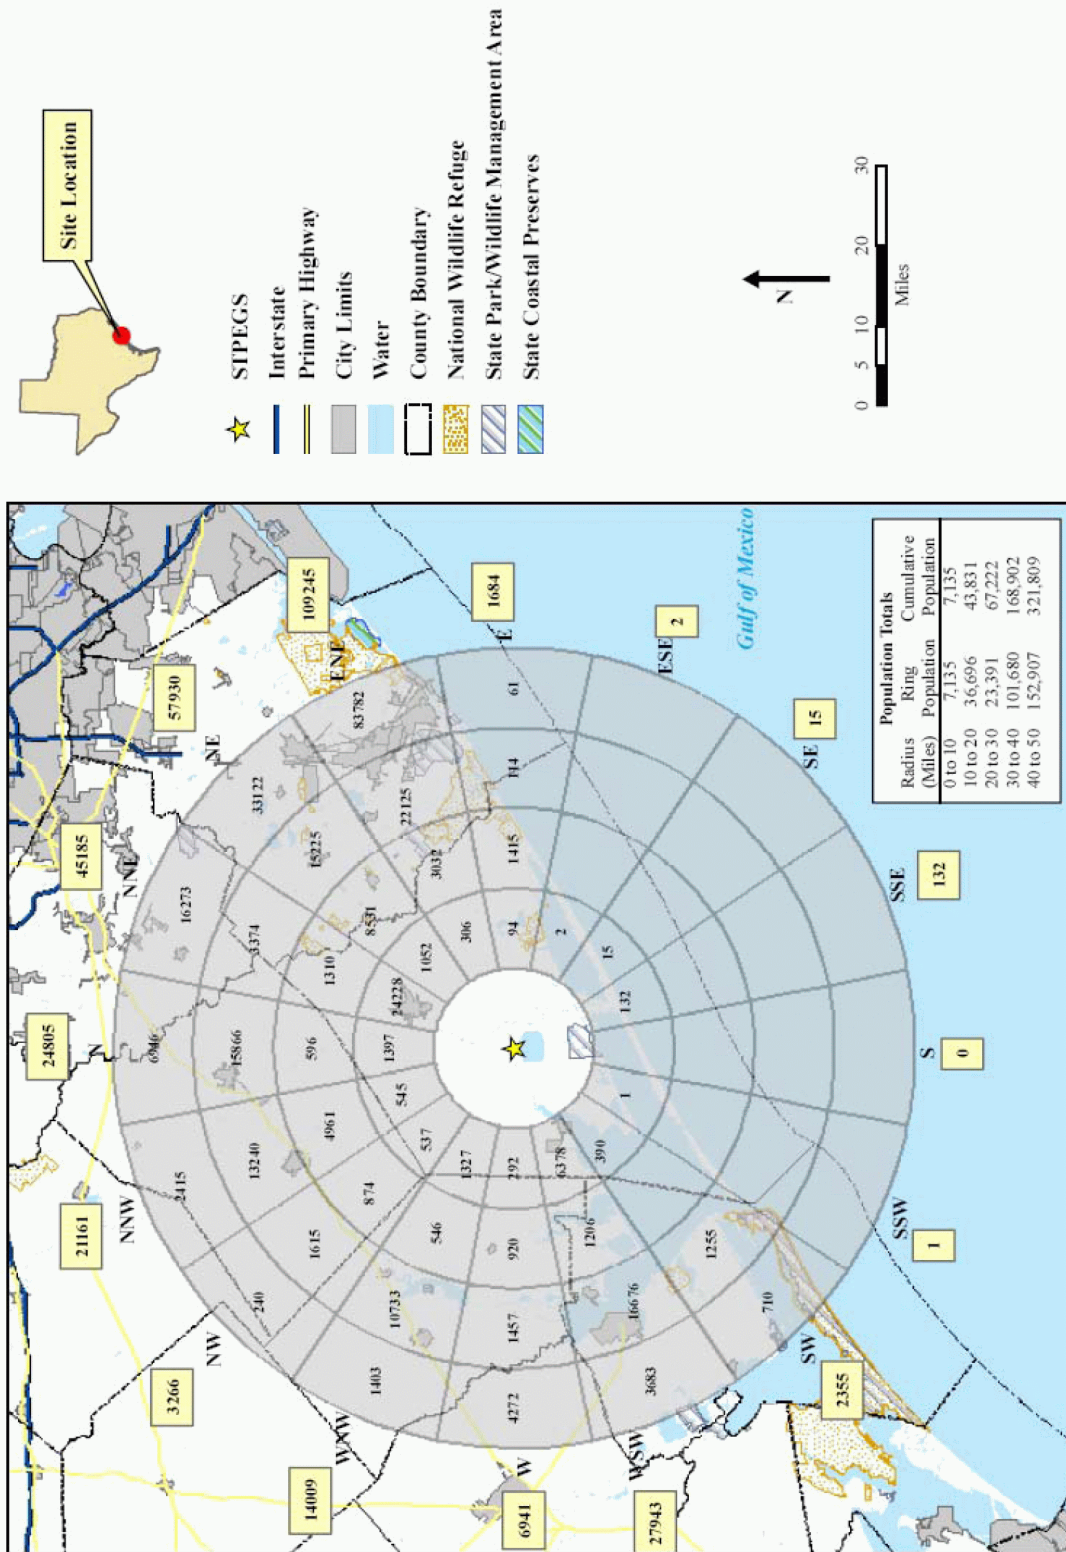 Site Location
STPEGS
Interstate
Primary Highway
City Limits
Water
County Boundary
National Wildlife Refuge
State Park/Wildlife Management Area
State Coastal Preserves
N
0 5 10 20 30
Miles
24805
N
45185
NNE
57930
NE
109245
ENE
1684
E
2
ESE
15
SE
132
SSE
0
S
1
SSW
2355
SW
27943
WSW
6941
W
14009
WNW
3266
NW
21161
NNW
6946
15866
596
1397
16273
3374
1310
24228
33122
15225
8531
1052
83782
22125
3032
306
61
114
1415
94
2
15
132
1
710
1255
390
3683
16676
1206
6378
4272
1457
920
292
1403
10733
546
1327
240
1615
874
537
2415
13240
4961
545
Gulf of Mexico
Population Totals
Radius Ring Cumulative
(Miles) Population Population
0 to 10 7,135 7,135
10 to 20 36,696 43,831
20 to 30 23,391 67,222
30 to 40 101,680 168,902
40 to 50 152,907 321,809